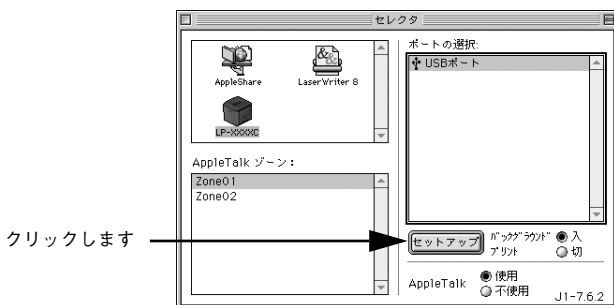 セレクタ
AppleShare
LaserWriter 8
LP-XXXXC
AppleTalk ゾーン：
Zone01
Zone02
ポートの選択:
USBポート
クリックします
セットアップ
バックグラウンド
プリント
入
切
AppleTalk
使用
不使用
J1-7.6.2